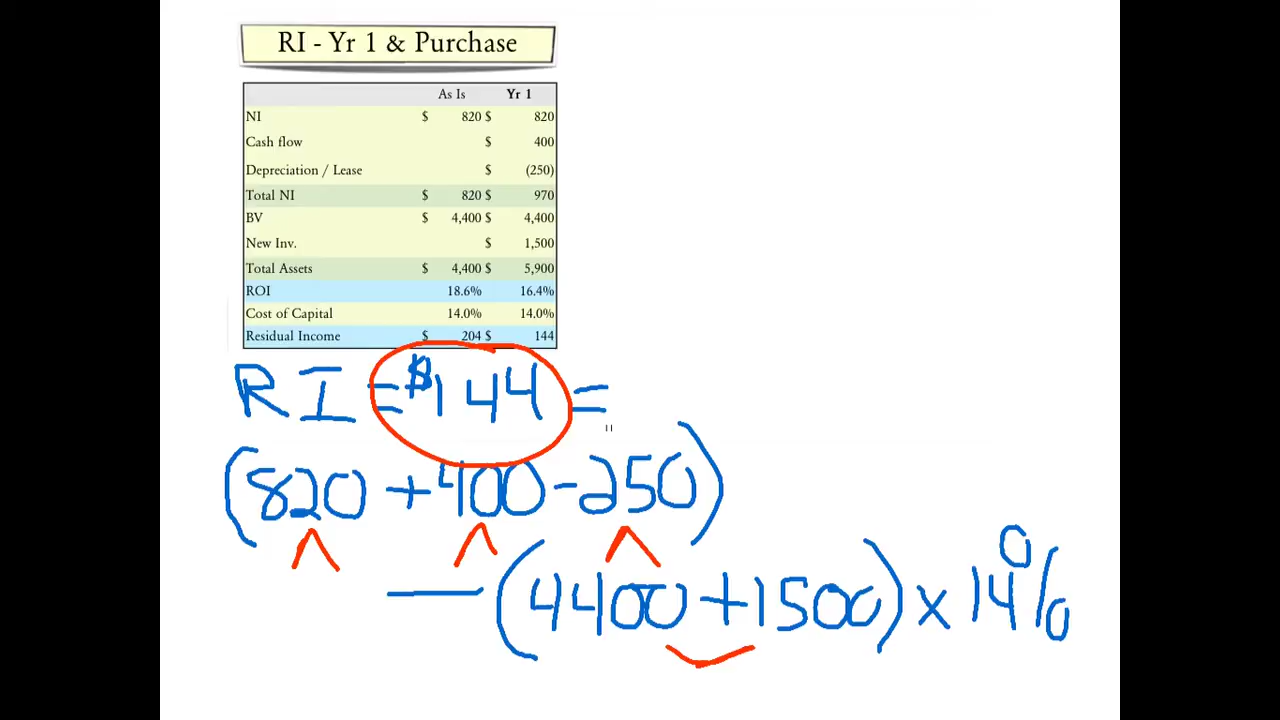 RI - Yr 1 & Purchase
As Is Yr 1
NI $ 820 $ 820
Cash flow $ 400
Depreciation / Lease $ (250)
Total NI $ 820 $ 970
BV $ 4,400 $ 4,400
New Inv. $ 1,500
Total Assets $ 4,400 $ 5,900
ROI 18.6% 16.4%
Cost of Capital 14.0% 14.0%
Residual Income $ 204 $ 144
RI = $144 =
(820 + 400 - 250)
- (4400 + 1500) x 14%